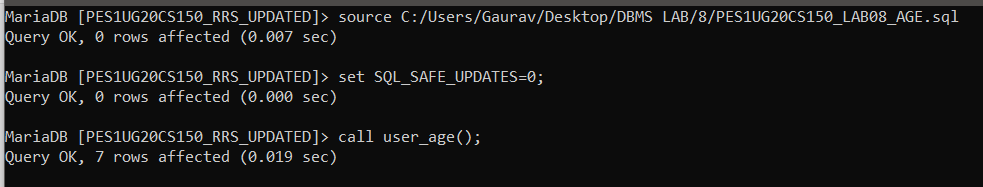 MariaDB [PES1UG20CS150_RRS_UPDATED]> source C:/Users/Gaurav/Desktop/DBMS LAB/8/PES1UG20CS150_LAB08_AGE.sql
Query OK, 0 rows affected (0.007 sec)
MariaDB [PES1UG20CS150_RRS_UPDATED]> set SQL_SAFE_UPDATES=0;
Query OK, 0 rows affected (0.000 sec)
MariaDB [PES1UG20CS150_RRS_UPDATED]> call user_age();
Query OK, 7 rows affected (0.019 sec)